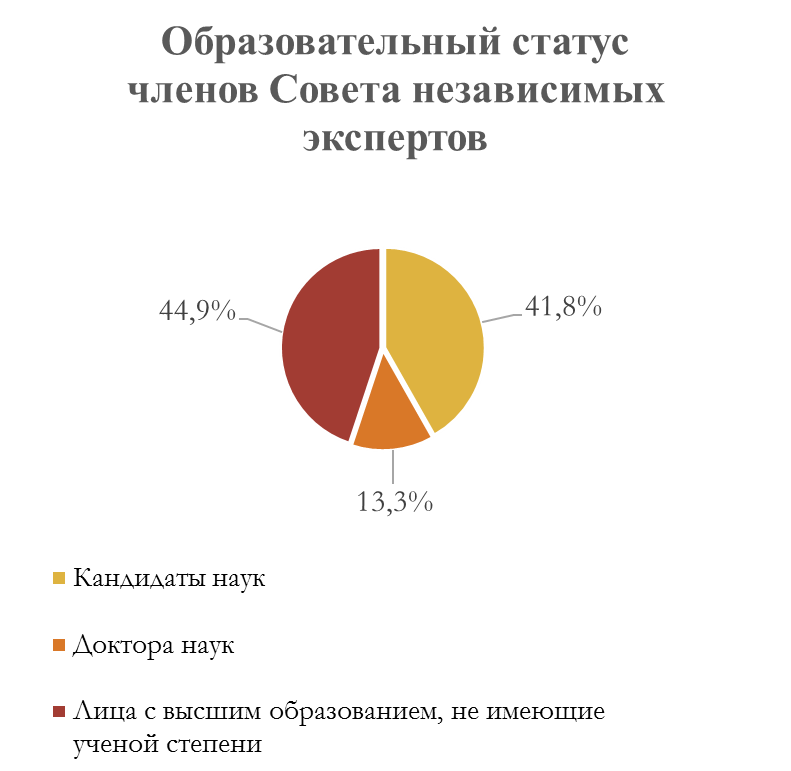 Образовательный статус
членов Совета независимых
экспертов
44,9%
41,8%
13,3%
Кандидаты наук
Доктора наук
Лица с высшим образованием, не имеющие
ученой степени